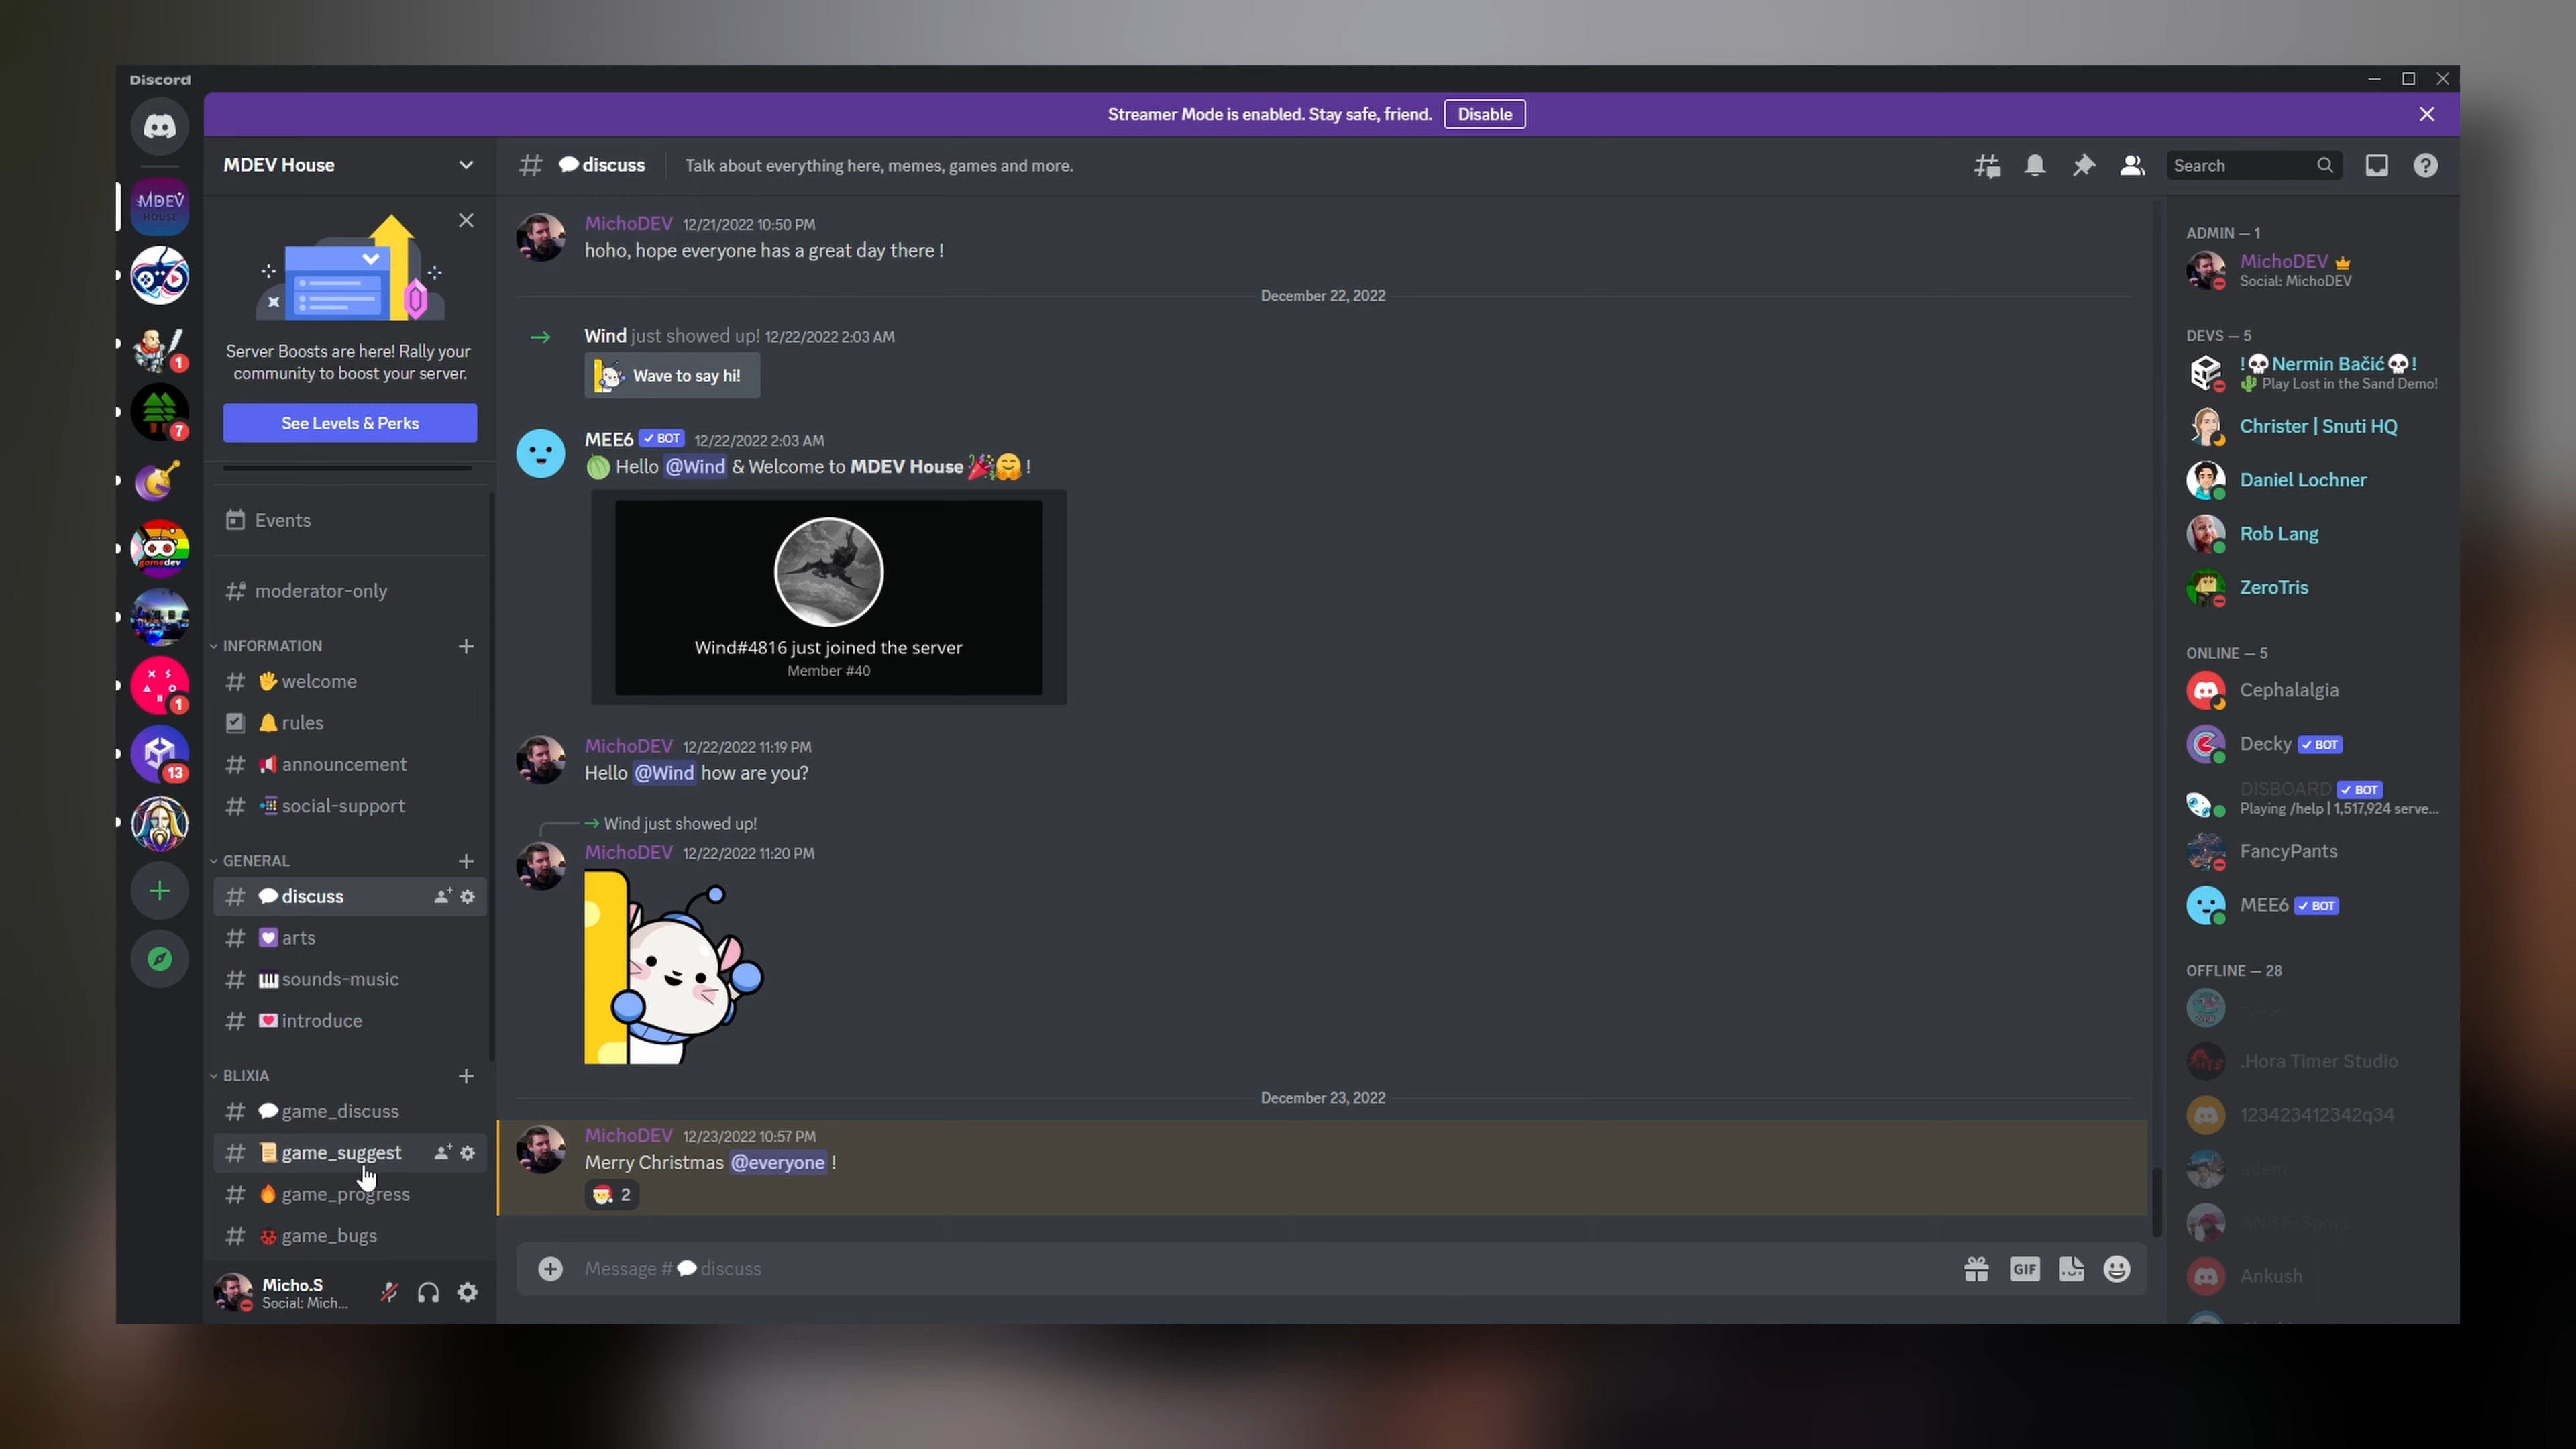 Discord
Streamer Mode is enabled. Stay safe, friend. Disable
MDEV House
Server Boosts are here! Rally your
community to boost your server.
See Levels & Perks
Events
moderator-only
INFORMATION
welcome
rules
announcement
social-support
GENERAL
discuss
arts
sounds-music
introduce
BLIXIA
game_discuss
game_suggest
game_progress
game_bugs
Micho.S
Social: Mich...
MDEV
HOUSE
1
7
gamedev
1
13
discuss Talk about everything here, memes, games and more.
Search
MichoDEV 12/21/2022 10:50 PM
hoho, hope everyone has a great day there !
December 22, 2022
Wind just showed up! 12/22/2022 2:03 AM
Wave to say hi!
MEE6 BOT 12/22/2022 2:03 AM
Hello @Wind & Welcome to MDEV House !
Wind#4816 just joined the server
Member #40
MichoDEV 12/22/2022 11:19 PM
Hello @Wind how are you?
Wind just showed up!
MichoDEV 12/22/2022 11:20 PM
December 23, 2022
MichoDEV 12/23/2022 10:57 PM
Merry Christmas @everyone !
2
Message # discuss
GIF
ADMIN — 1
MichoDEV
Social: MichoDEV
DEVS — 5
!💀Nermin Bačić💀!
Play Lost in the Sand Demo!
Christer | Snuti HQ
Daniel Lochner
Rob Lang
ZeroTris
ONLINE — 5
Cephalalgia
Decky BOT
DISBOARD BOT
Playing /help | 1,517,924 serve...
FancyPants
MEE6 BOT
OFFLINE — 28
.Hora Timer Studio
123423412342q34
Ankush